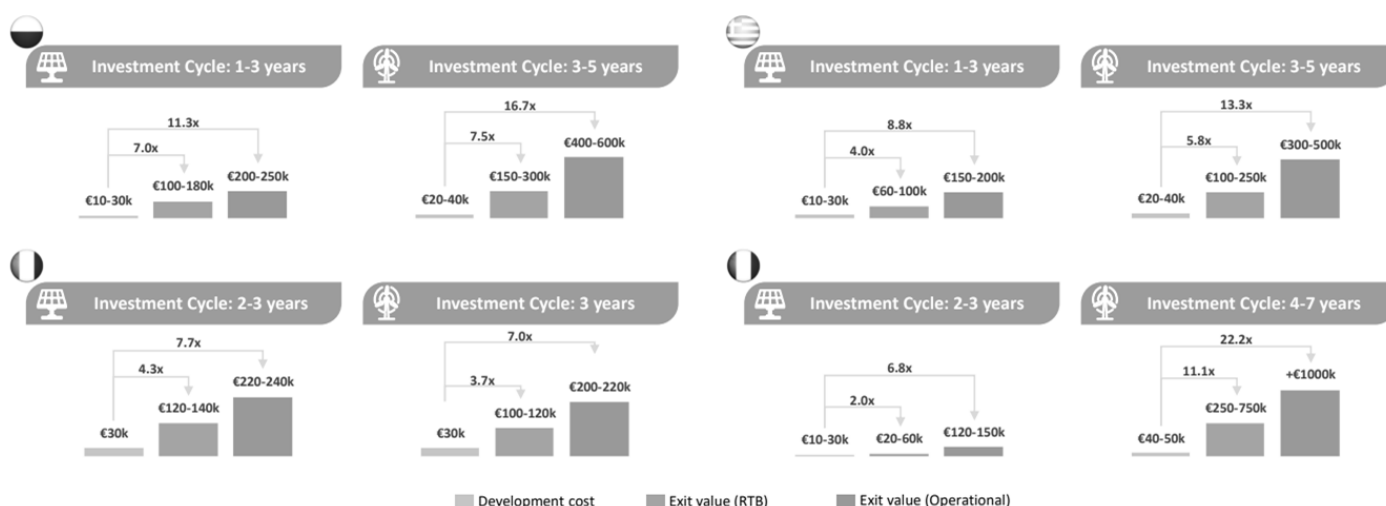 Investment Cycle: 1-3 years
11.3x
7.0x
€200-250k
€100-180k
€10-30k
Investment Cycle: 3-5 years
16.7x
7.5x
€400-600k
€150-300k
€20-40k
Investment Cycle: 1-3 years
8.8x
4.0x
€150-200k
€60-100k
€10-30k
Investment Cycle: 3-5 years
13.3x
5.8x
€300-500k
€100-250k
€20-40k
Investment Cycle: 2-3 years
7.7x
4.3x
€220-240k
€120-140k
€30k
Investment Cycle: 3 years
7.0x
3.7x
€200-220k
€100-120k
€30k
Investment Cycle: 2-3 years
6.8x
2.0x
€10-30k
€20-60k
€120-150k
Investment Cycle: 4-7 years
22.2x
11.1x
+€1000k
€250-750k
€40-50k
Development cost
Exit value (RTB)
Exit value (Operational)